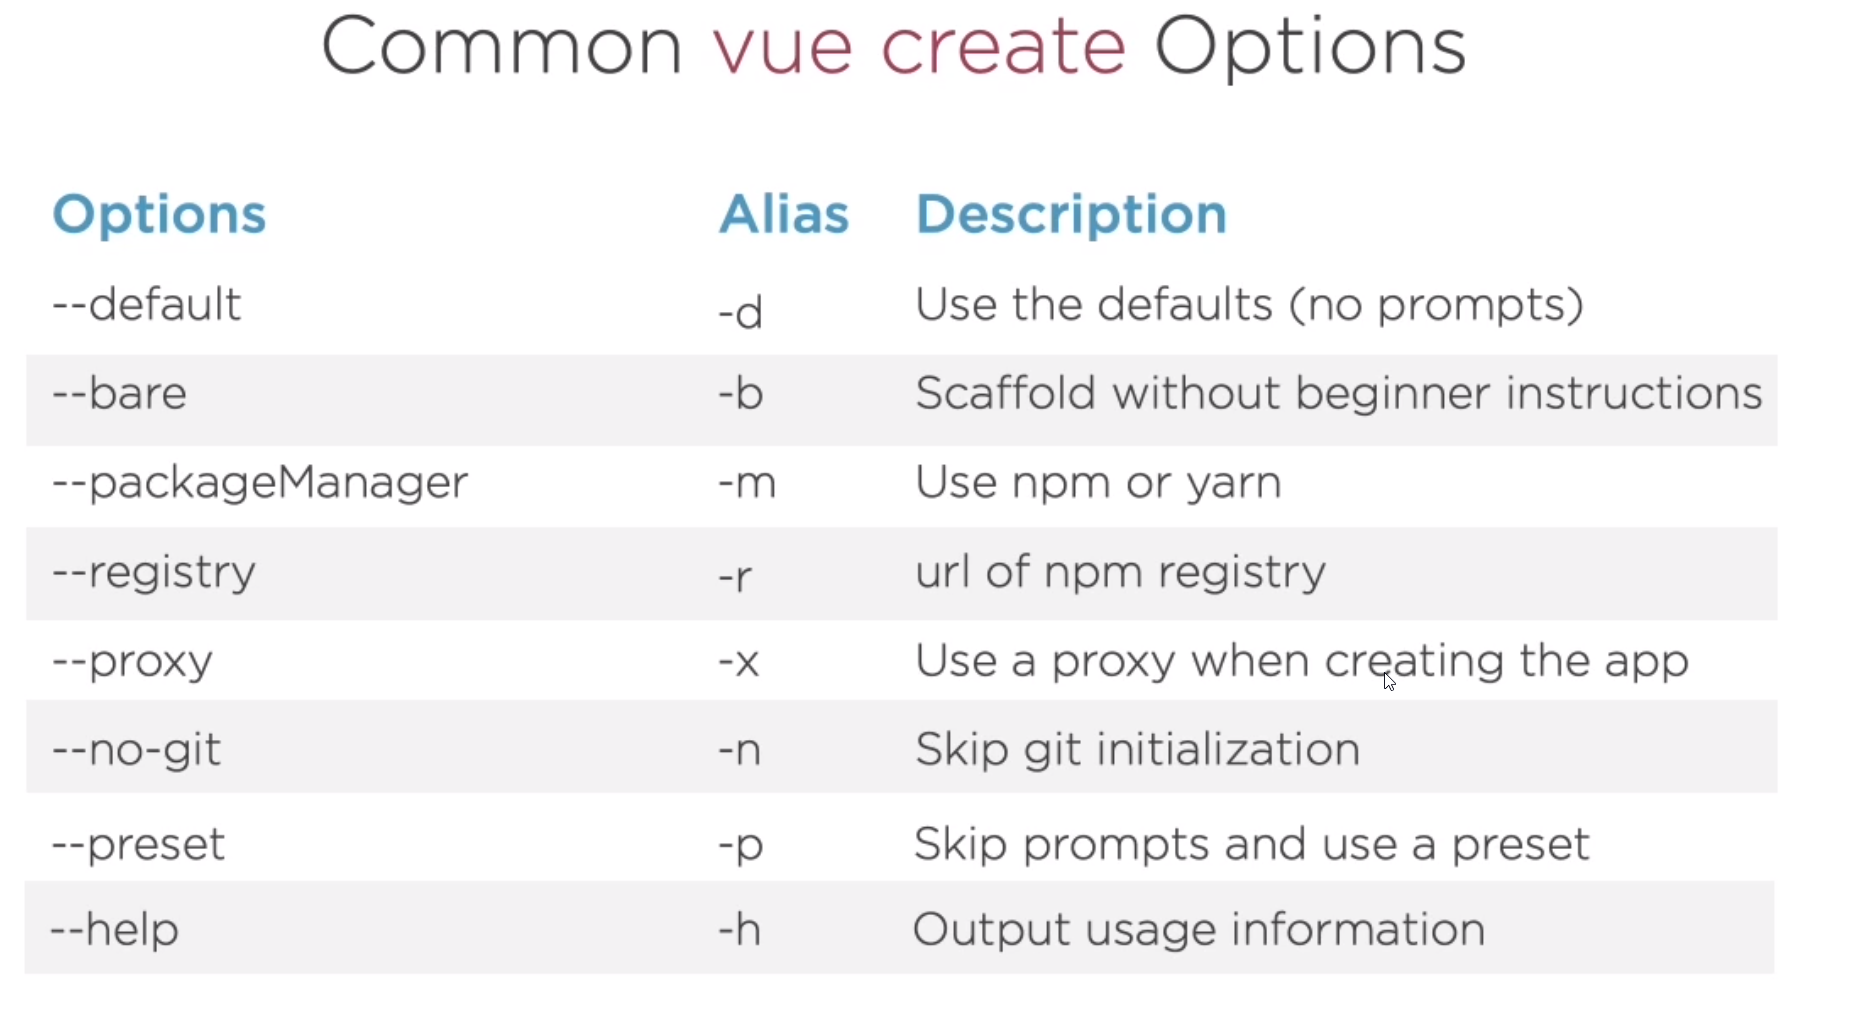 Common vue create Options
Options Alias Description
--default -d Use the defaults (no prompts)
--bare -b Scaffold without beginner instructions
--packageManager -m Use npm or yarn
--registry -r url of npm registry
--proxy -x Use a proxy when creating the app
--no-git -n Skip git initialization
--preset -p Skip prompts and use a preset
--help -h Output usage information